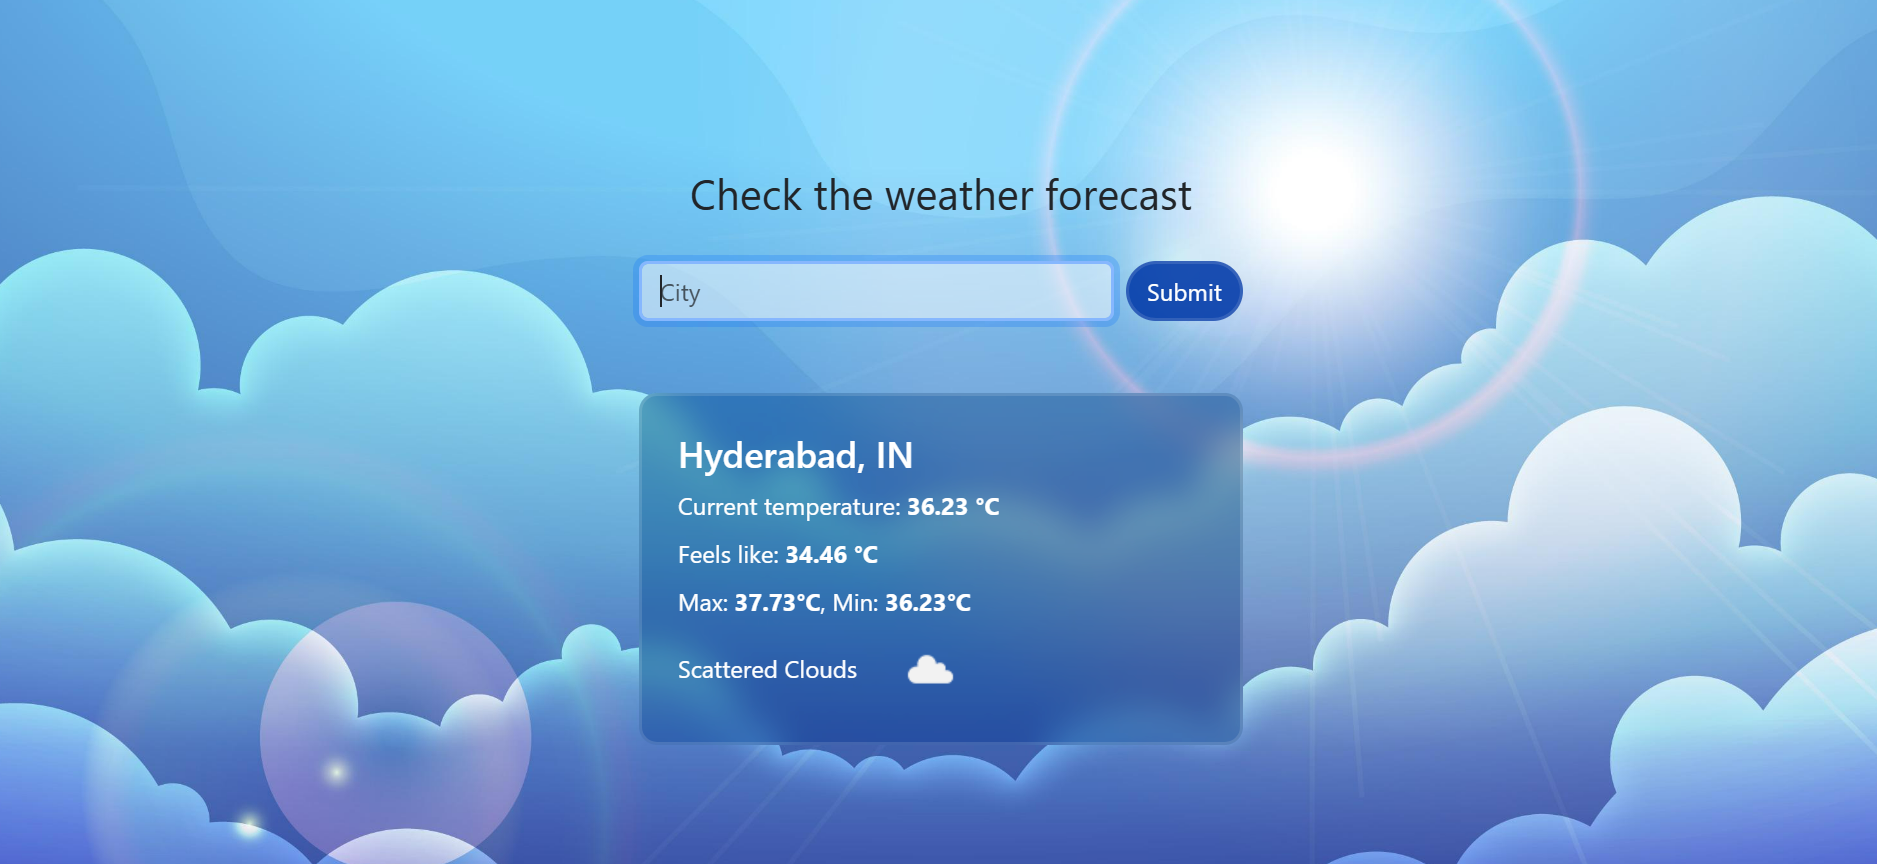 Check the weather forecast
City
Submit
Hyderabad, IN
Current temperature: 36.23 °C
Feels like: 34.46 °C
Max: 37.73°C, Min: 36.23°C
Scattered Clouds